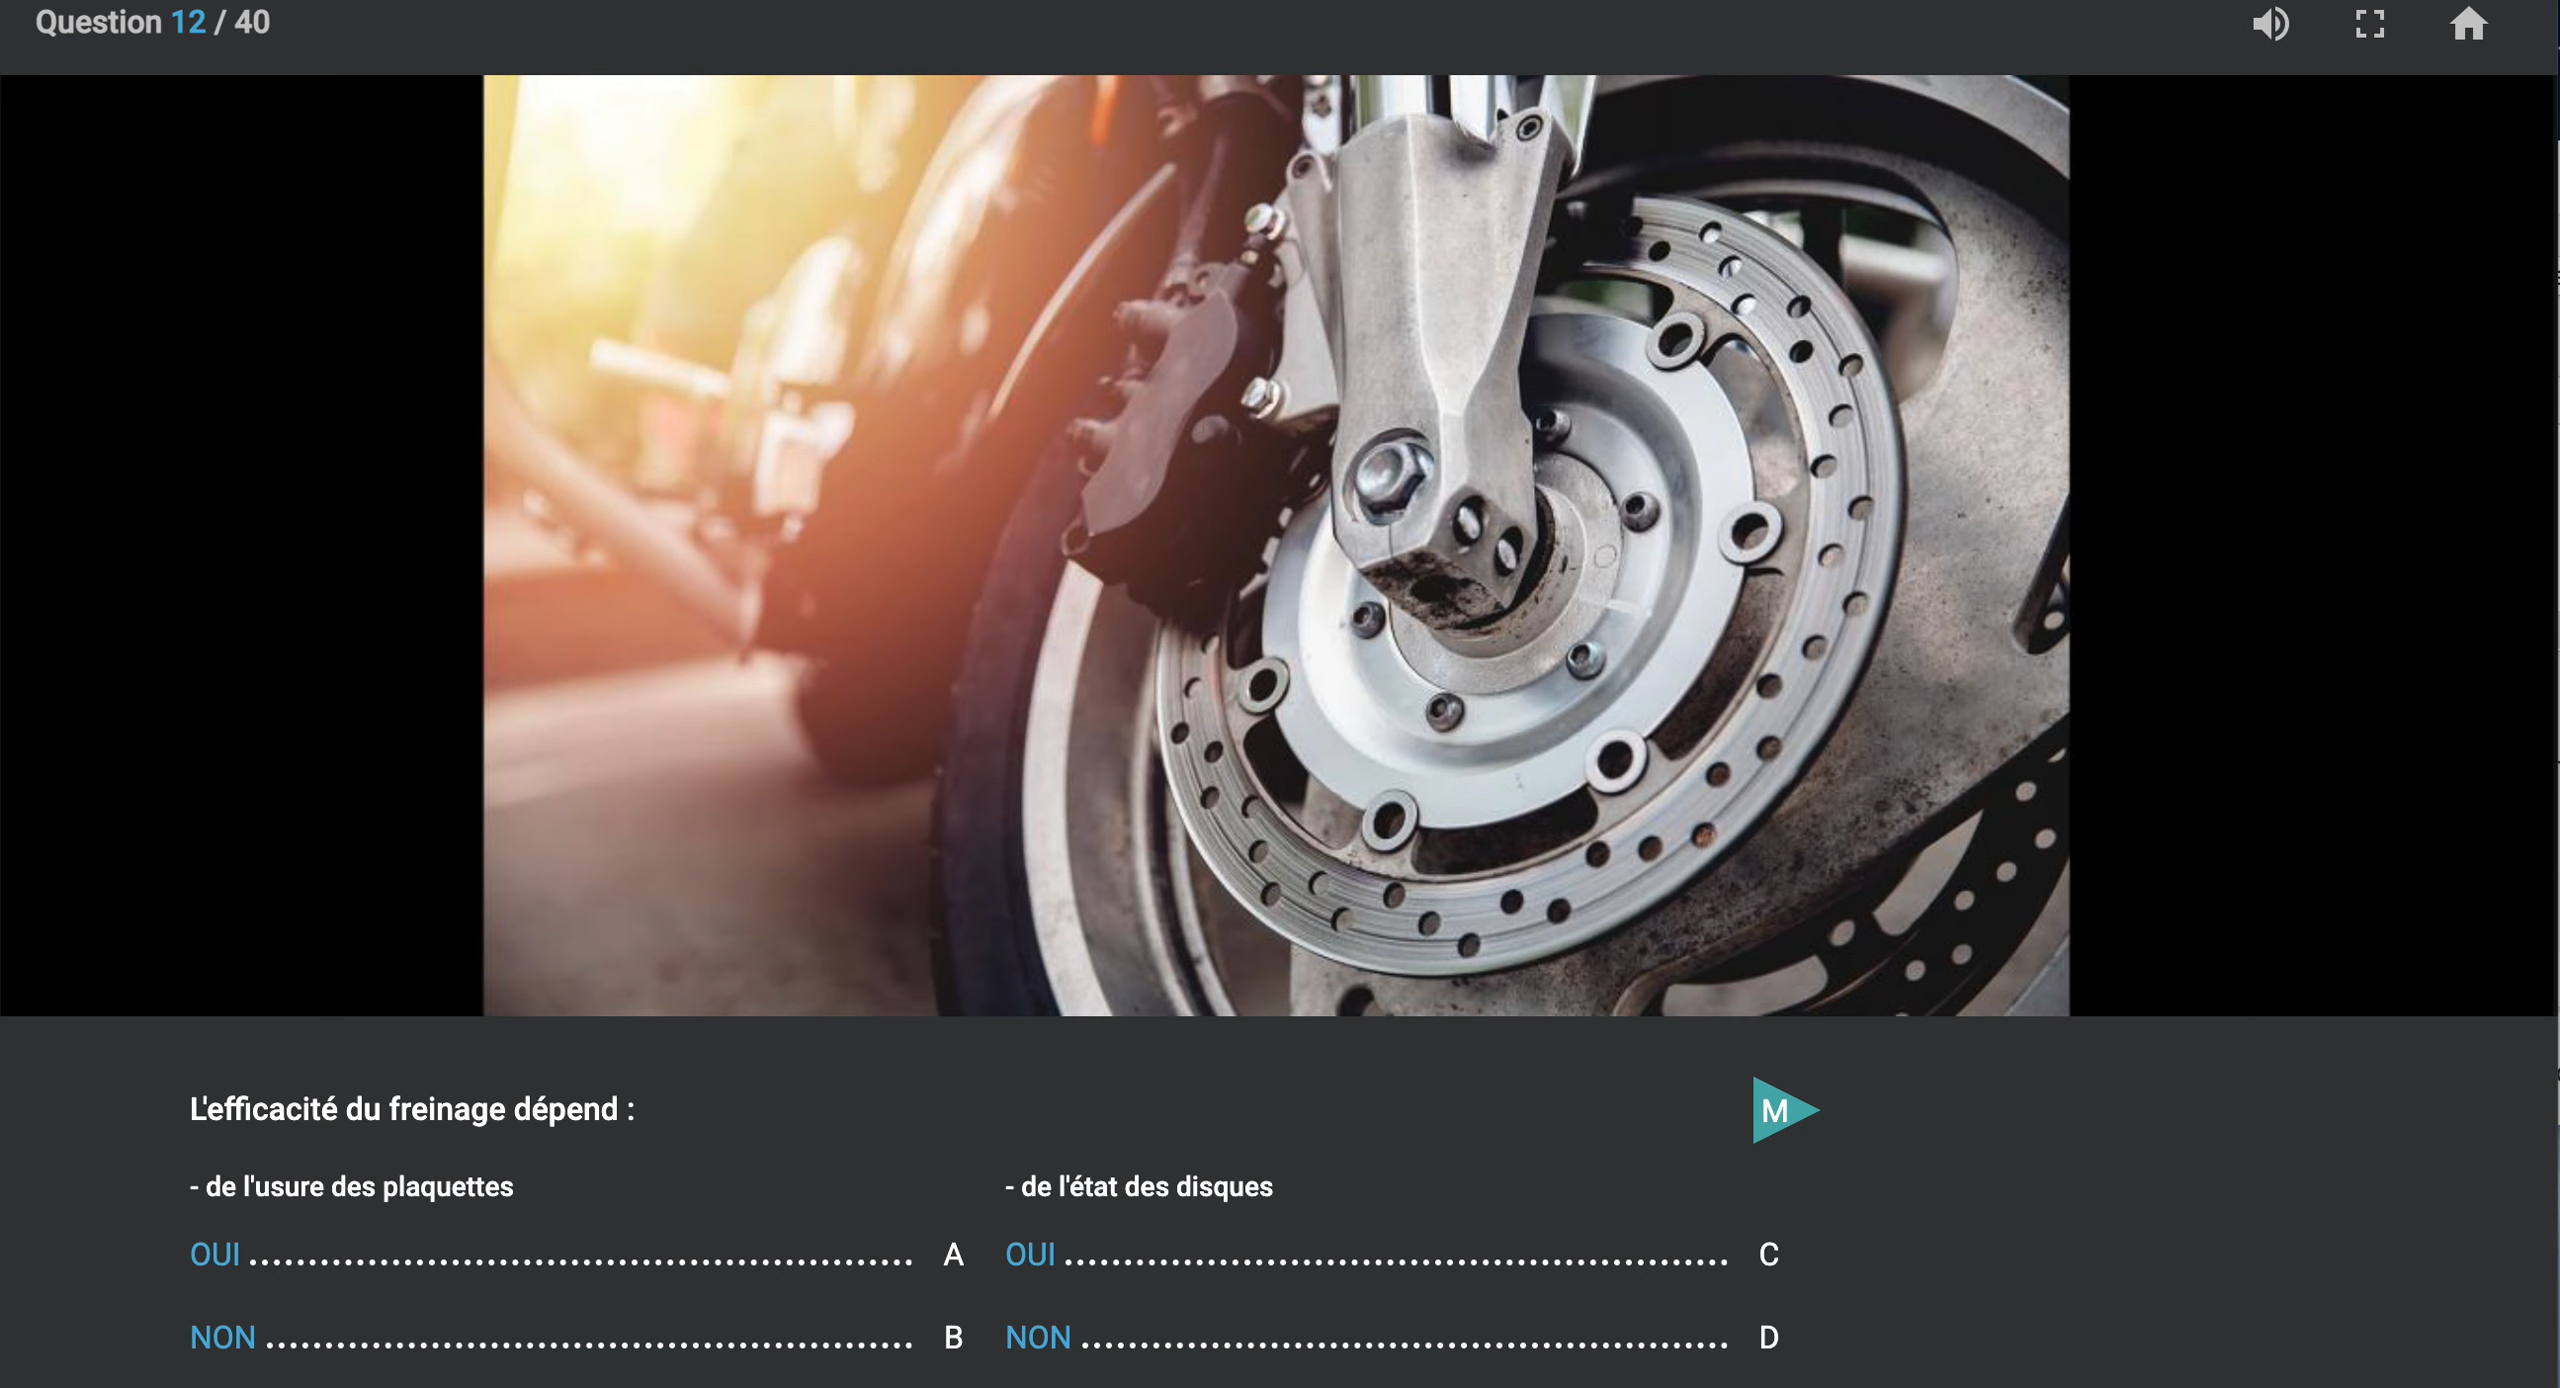 Question 12 / 40
L'efficacité du freinage dépend :
M
- de l'usure des plaquettes
OUI ........................................................ A
NON ....................................................... B
- de l'état des disques
OUI ........................................................ C
NON ....................................................... D